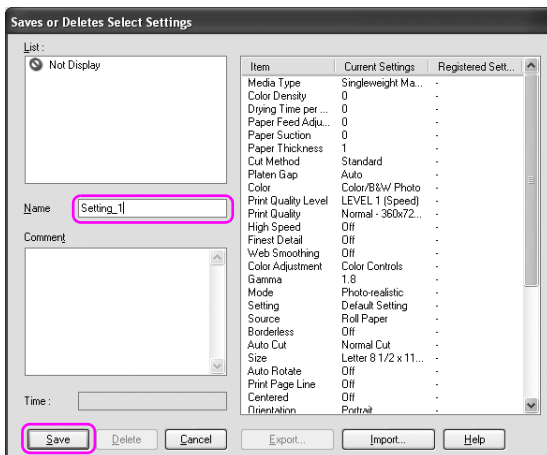 Saves or Deletes Select Settings
List :
Not Display
Name Setting_1
Comment
Time :
Item Current Settings Registered Sett...
Media Type Singleweight Ma... -
Color Density 0 -
Drying Time per ... 0 -
Paper Feed Adju... 0 -
Paper Suction 0 -
Paper Thickness 1 -
Cut Method Standard -
Platen Gap Auto -
Color Color/B&W Photo -
Print Quality Level LEVEL 1 (Speed) -
Print Quality Normal - 360x72... -
High Speed Off -
Finest Detail Off -
Web Smoothing Off -
Color Adjustment Color Controls -
Gamma 1.8 -
Mode Photo-realistic -
Setting Default Setting -
Source Roll Paper -
Borderless Off -
Auto Cut Normal Cut -
Size Letter 8 1/2 x 11... -
Auto Rotate Off -
Print Page Line Off -
Centered Off -
Orientation Portrait -
Save Delete Cancel Export... Import... Help